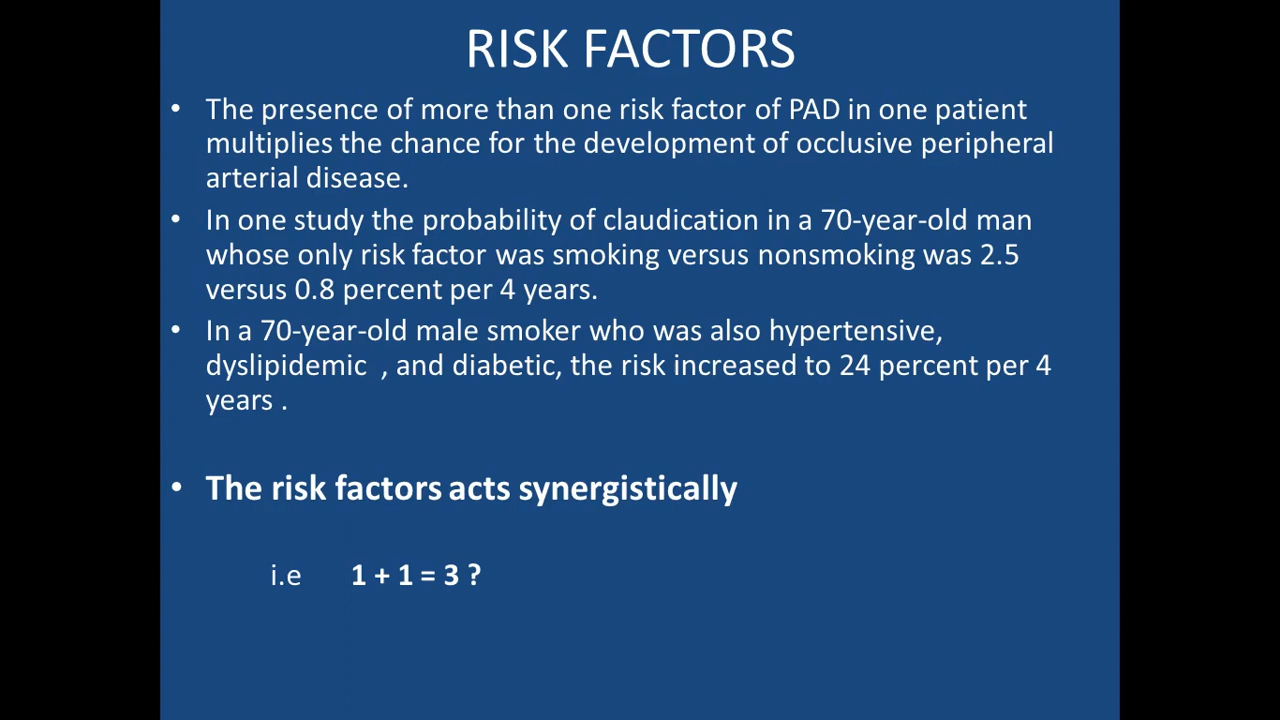 RISK FACTORS
• The presence of more than one risk factor of PAD in one patient
multiplies the chance for the development of occlusive peripheral
arterial disease.
• In one study the probability of claudication in a 70-year-old man
whose only risk factor was smoking versus nonsmoking was 2.5
versus 0.8 percent per 4 years.
• In a 70-year-old male smoker who was also hypertensive,
dyslipidemic , and diabetic, the risk increased to 24 percent per 4
years .
• The risk factors acts synergistically
i.e 1 + 1 = 3 ?